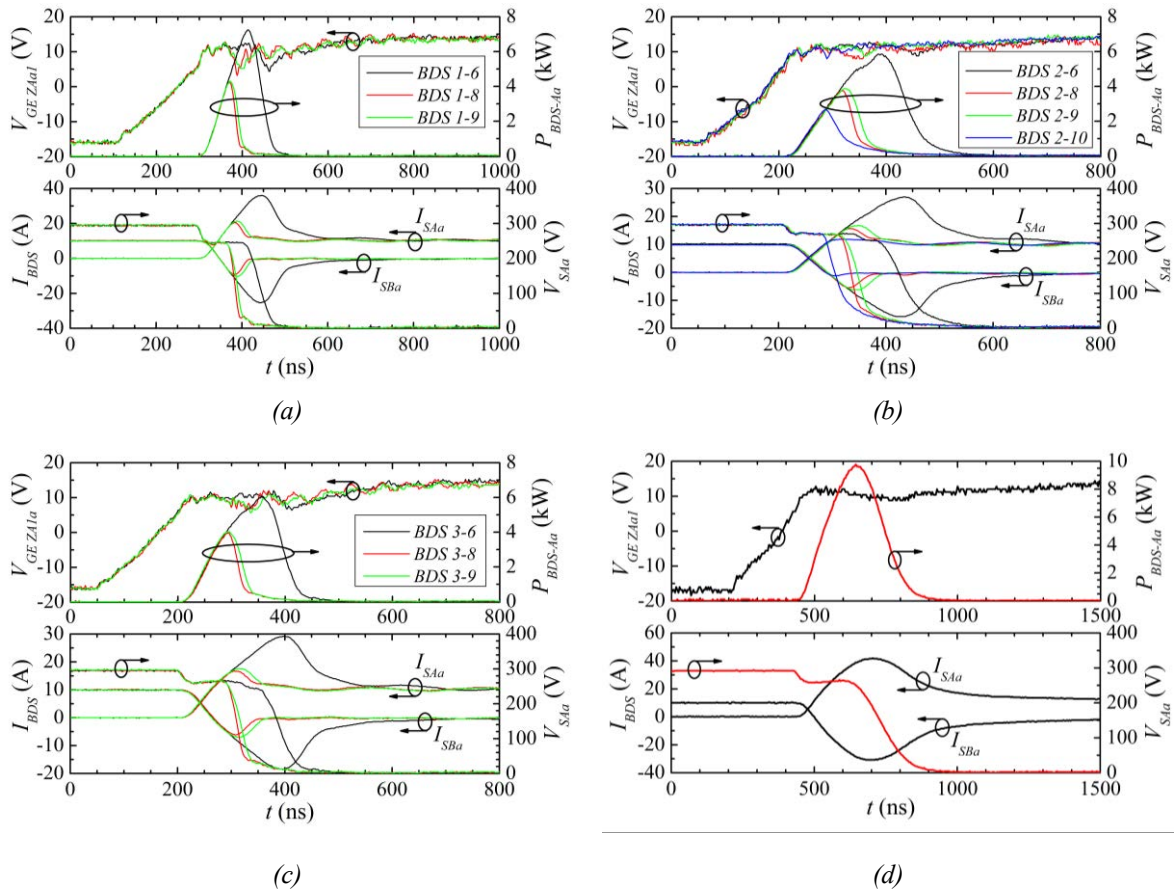 20
10
0
-10
-20
V_GE ZAa1 (V)
8
6
4
2
0
P_BDS-Aa (kW)
BDS 1-6
BDS 1-8
BDS 1-9
40
20
0
-20
-40
I_BDS (A)
400
300
200
100
0
V_SAa (V)
I_SAa
I_SBa
0 200 400 600 800 1000
t (ns)
(a)
20
10
0
-10
-20
V_GE ZAa1 (V)
8
6
4
2
0
P_BDS-Aa (kW)
BDS 2-6
BDS 2-8
BDS 2-9
BDS 2-10
30
20
10
0
-10
-20
I_BDS (A)
400
300
200
100
0
V_SAa (V)
I_SAa
I_SBa
0 200 400 600 800
t (ns)
(b)
20
10
0
-10
-20
V_GE ZA1a (V)
8
6
4
2
0
P_BDS-Aa (kW)
BDS 3-6
BDS 3-8
BDS 3-9
30
20
10
0
-10
-20
I_BDS (A)
400
300
200
100
0
V_SAa (V)
I_SAa
I_SBa
0 200 400 600 800
t (ns)
(c)
20
10
0
-10
-20
V_GE ZAa1 (V)
10
8
6
4
2
0
P_BDS-Aa (kW)
60
40
20
0
-20
-40
I_BDS (A)
400
300
200
100
0
V_SAa (V)
I_SAa
I_SBa
0 500 1000 1500
t (ns)
(d)